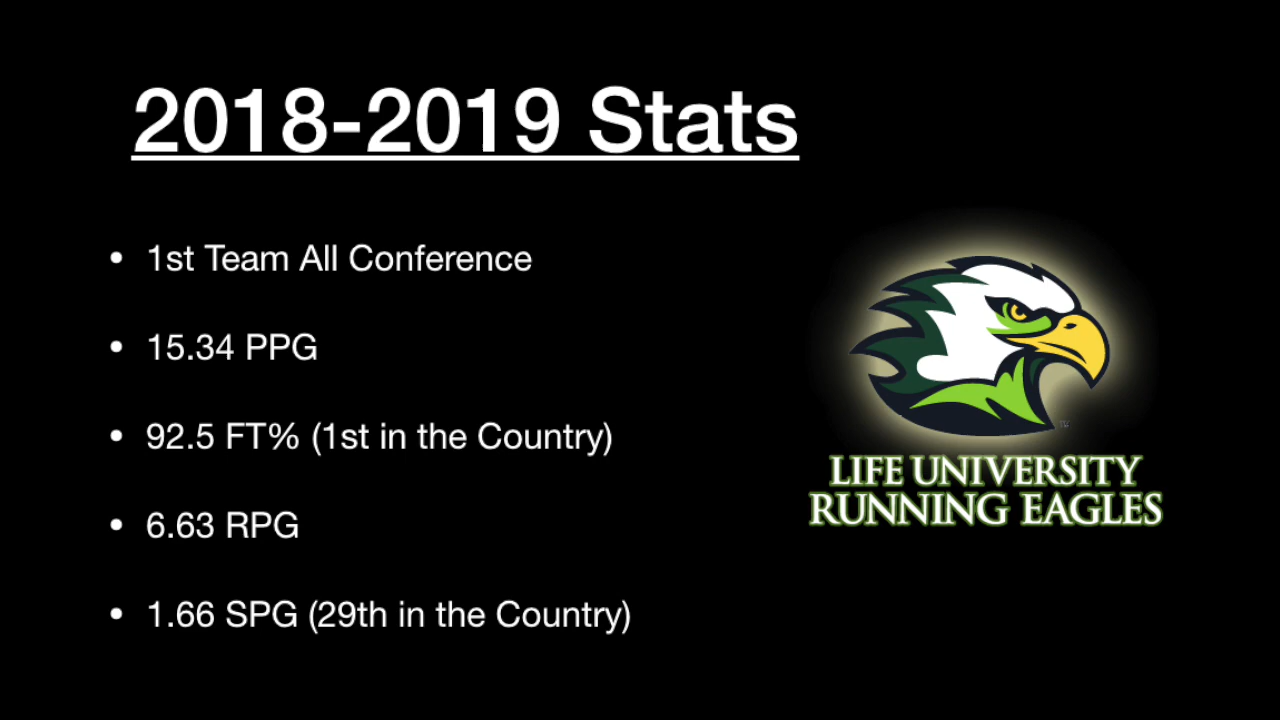 2018-2019 Stats
• 1st Team All Conference
• 15.34 PPG
• 92.5 FT% (1st in the Country)
• 6.63 RPG
• 1.66 SPG (29th in the Country)
™
LIFE UNIVERSITY
RUNNING EAGLES